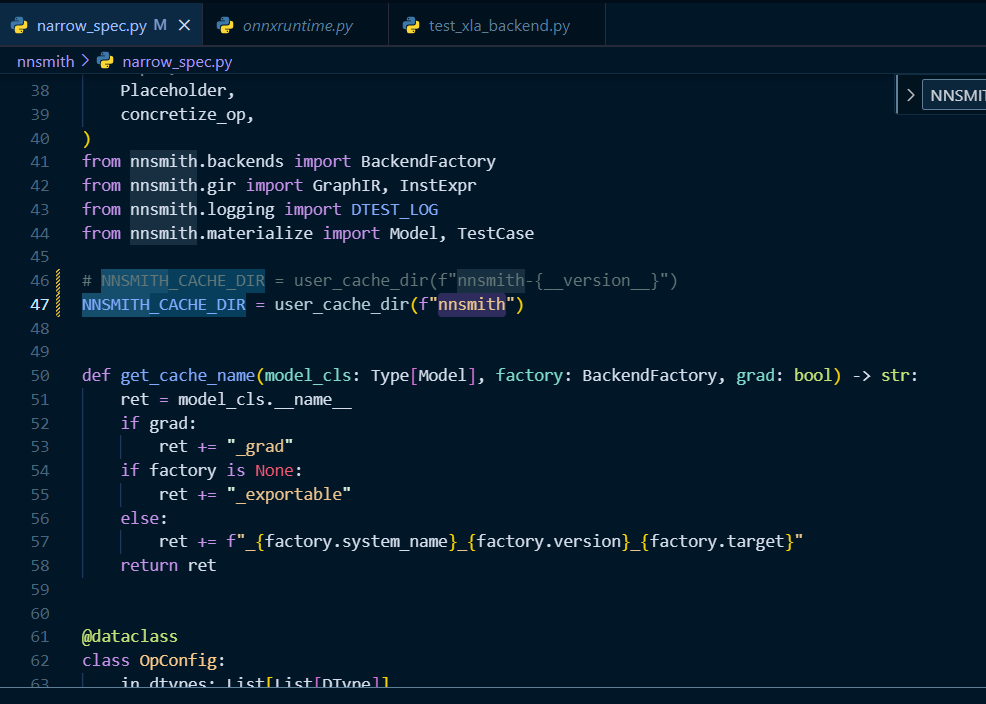 narrow_spec.py M
onnxruntime.py
test_xla_backend.py
nnsmith > narrow_spec.py
38 Placeholder,
39 concretize_op,
40 )
41 from nnsmith.backends import BackendFactory
42 from nnsmith.gir import GraphIR, InstExpr
43 from nnsmith.logging import DTEST_LOG
44 from nnsmith.materialize import Model, TestCase
45
46 # NNSMITH_CACHE_DIR = user_cache_dir(f"nnsmith-{__version__}")
47 NNSMITH_CACHE_DIR = user_cache_dir(f"nnsmith")
48
49
50 def get_cache_name(model_cls: Type[Model], factory: BackendFactory, grad: bool) -> str:
51 ret = model_cls.__name__
52 if grad:
53 ret += "_grad"
54 if factory is None:
55 ret += "_exportable"
56 else:
57 ret += f"_{factory.system_name}_{factory.version}_{factory.target}"
58 return ret
59
60
61 @dataclass
62 class OpConfig:
63 in_dtypes: List[List[DType]]
> NNSMIT